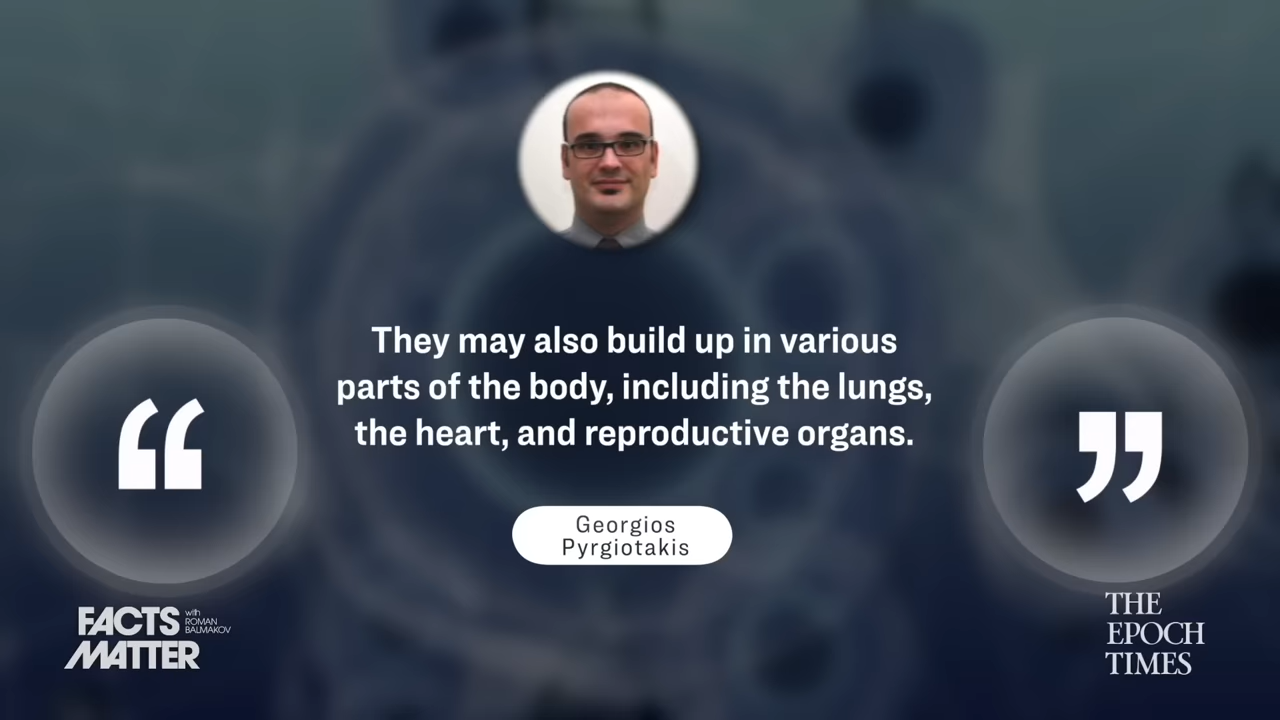 “
They may also build up in various
parts of the body, including the lungs,
the heart, and reproductive organs.
”
Georgios
Pyrgiotakis
FACTS with
ROMAN
BALMAKOV
MATTER
THE
EPOCH
TIMES